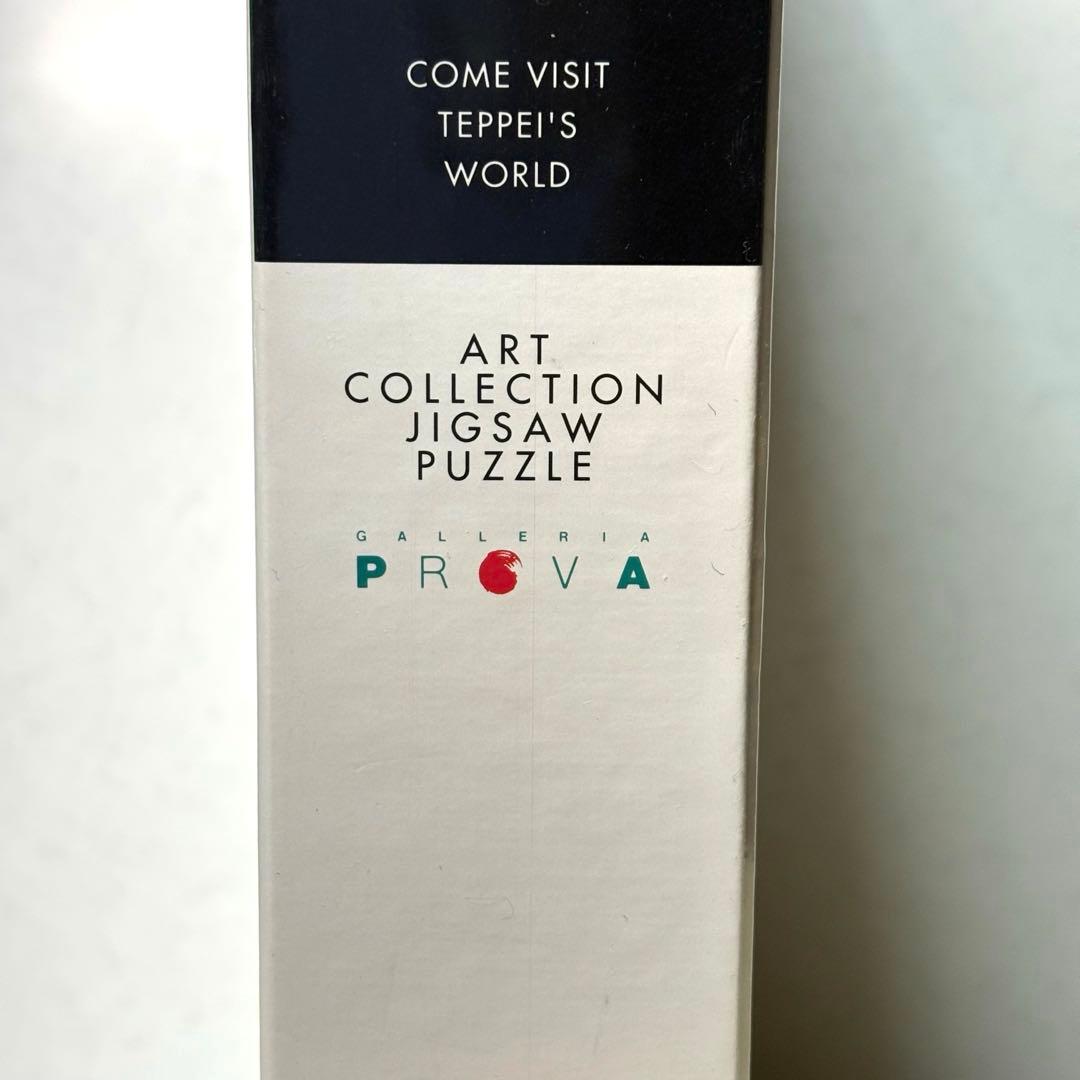 COME VISIT
TEPPEI'S
WORLD
ART
COLLECTION
JIGSAW
PUZZLE
GALLERIA
PROVA